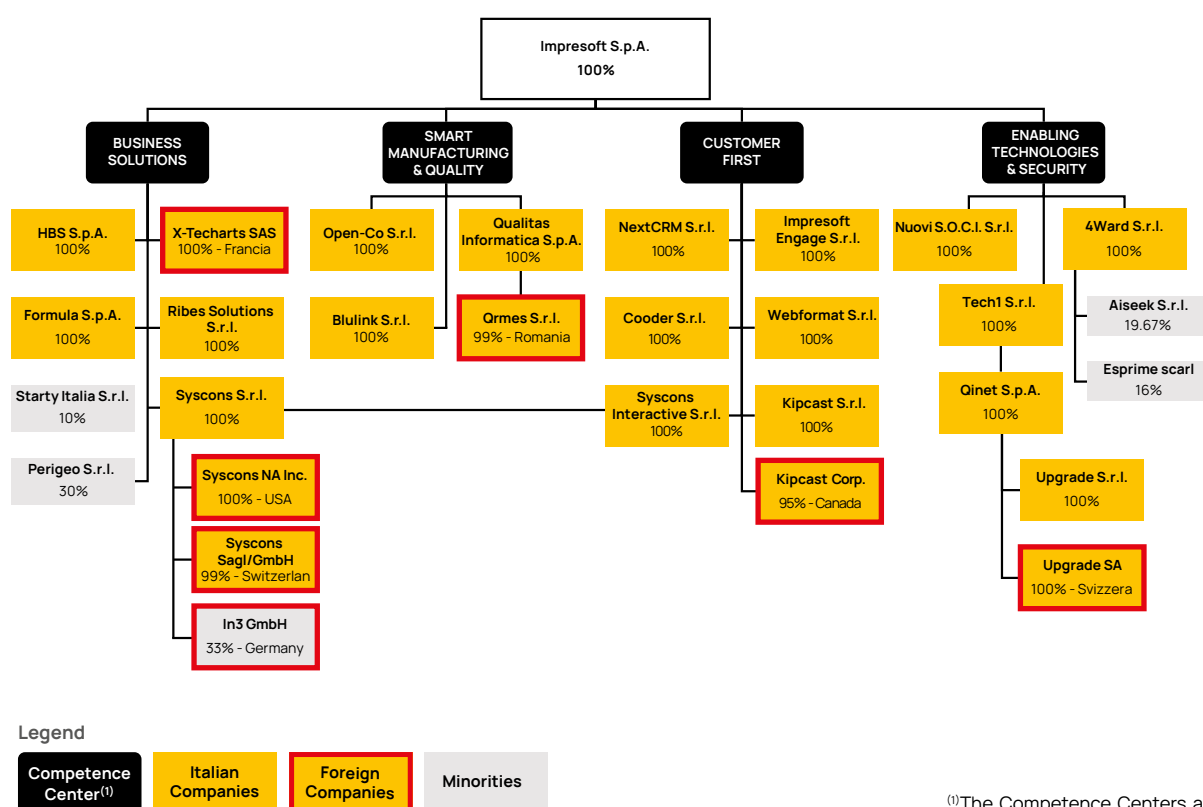 Impresoft S.p.A.
100%
BUSINESS
SOLUTIONS
SMART
MANUFACTURING
& QUALITY
CUSTOMER
FIRST
ENABLING
TECHNOLOGIES
& SECURITY
HBS S.p.A.
100%
X-Techarts SAS
100% - Francia
Formula S.p.A.
100%
Ribes Solutions
S.r.l.
100%
Starty Italia S.r.l.
10%
Syscons S.r.l.
100%
Perigeo S.r.l.
30%
Syscons NA Inc.
100% - USA
Syscons
Sagl/GmbH
99% - Switzerlan
In3 GmbH
33% - Germany
Open-Co S.r.l.
100%
Qualitas
Informatica S.p.A.
100%
Blulink S.r.l.
100%
Qrmes S.r.l.
99% - Romania
NextCRM S.r.l.
100%
Impresoft
Engage S.r.l.
100%
Cooder S.r.l.
100%
Webformat S.r.l.
100%
Syscons
Interactive S.r.l.
100%
Kipcast S.r.l.
100%
Kipcast Corp.
95% - Canada
Nuovi S.O.C.I. S.r.l.
100%
4Ward S.r.l.
100%
Tech1 S.r.l.
100%
Aiseek S.r.l.
19.67%
Esprime scarl
16%
Qinet S.p.A.
100%
Upgrade S.r.l.
100%
Upgrade SA
100% - Svizzera
Legend
Competence
Center(1)
Italian
Companies
Foreign
Companies
Minorities
(1)The Competence Centers a